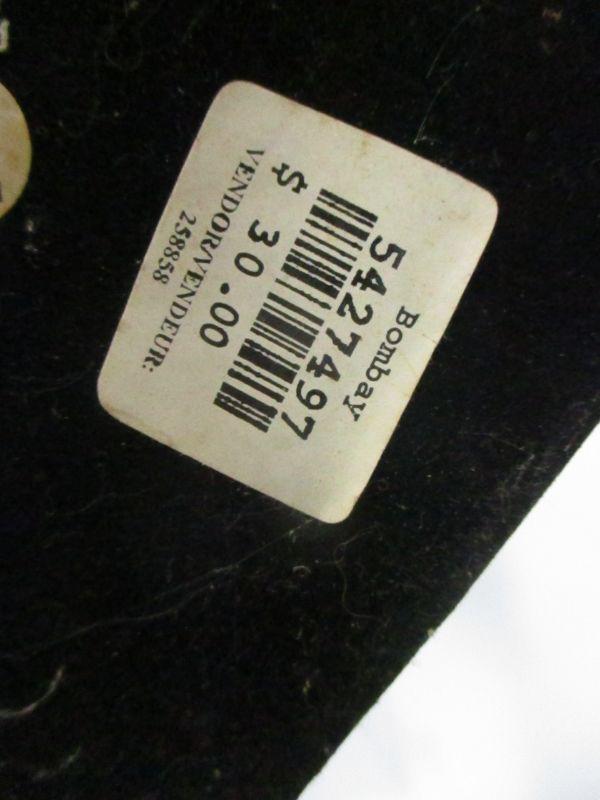 Bombay
5427497
$ 30.00
VENDOR/VENDEUR:
258858